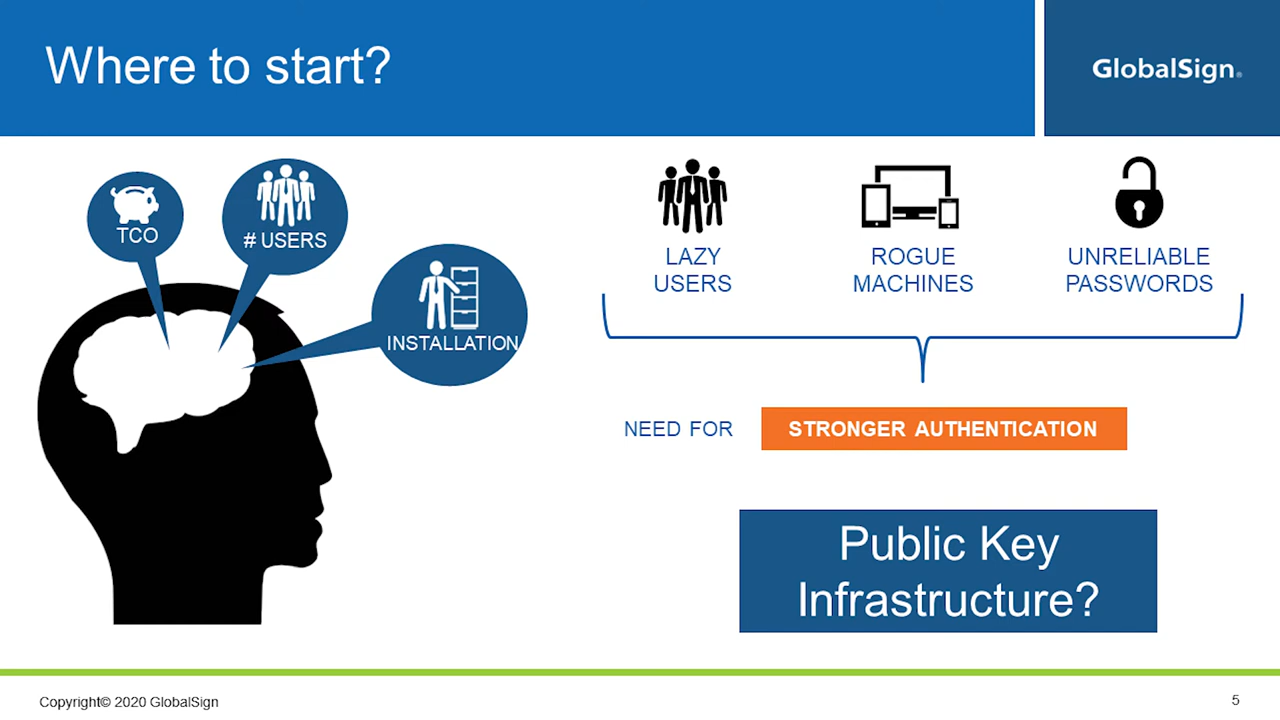 Where to start?
GlobalSign®
TCO
# USERS
INSTALLATION
LAZY
USERS
ROGUE
MACHINES
UNRELIABLE
PASSWORDS
NEED FOR
STRONGER AUTHENTICATION
Public Key
Infrastructure?
Copyright© 2020 GlobalSign
5